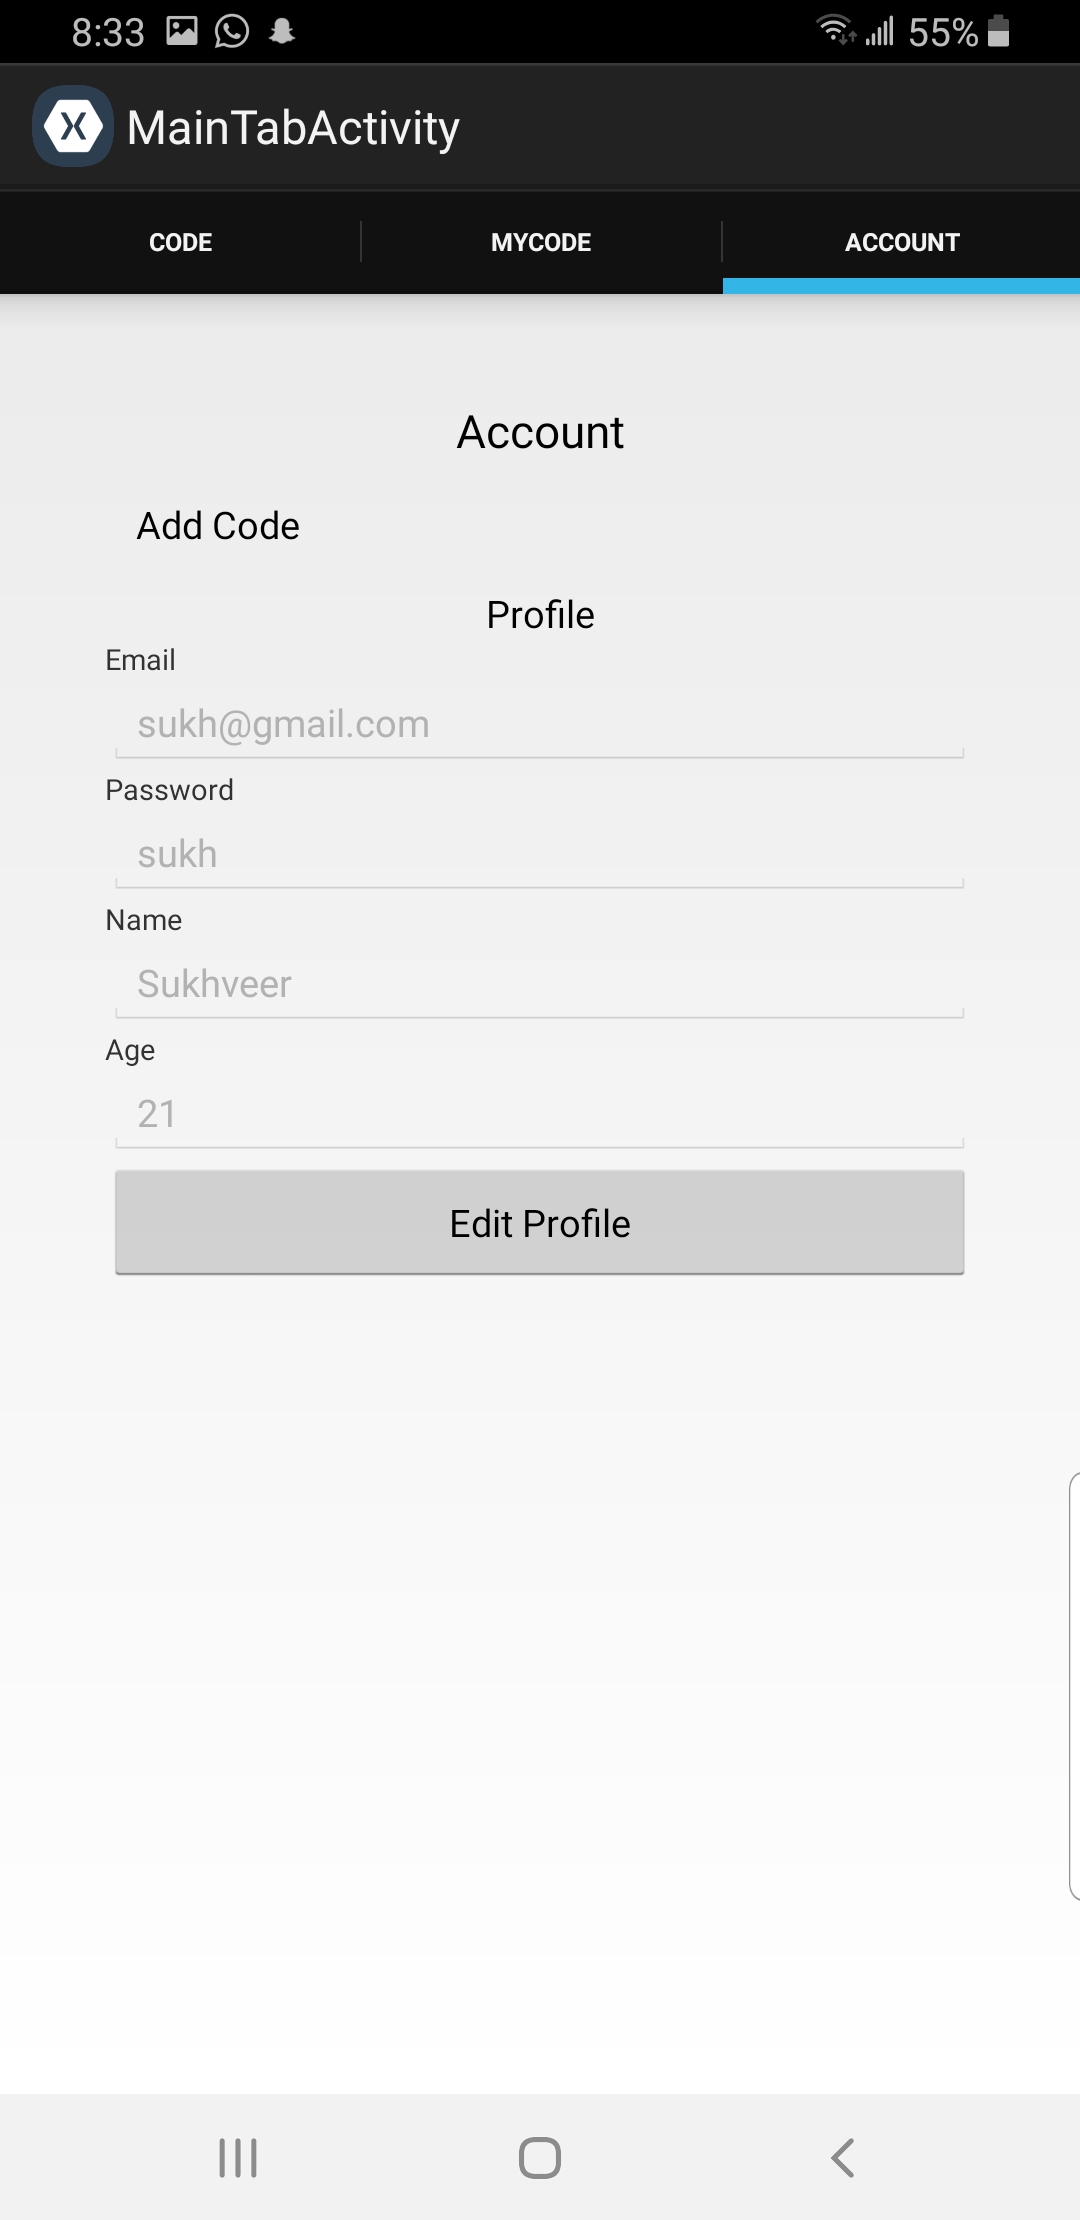 8:33 55%
MainTabActivity
CODE MYCODE ACCOUNT
Account
Add Code
Profile
Email
sukh@gmail.com
Password
sukh
Name
Sukhveer
Age
21
Edit Profile